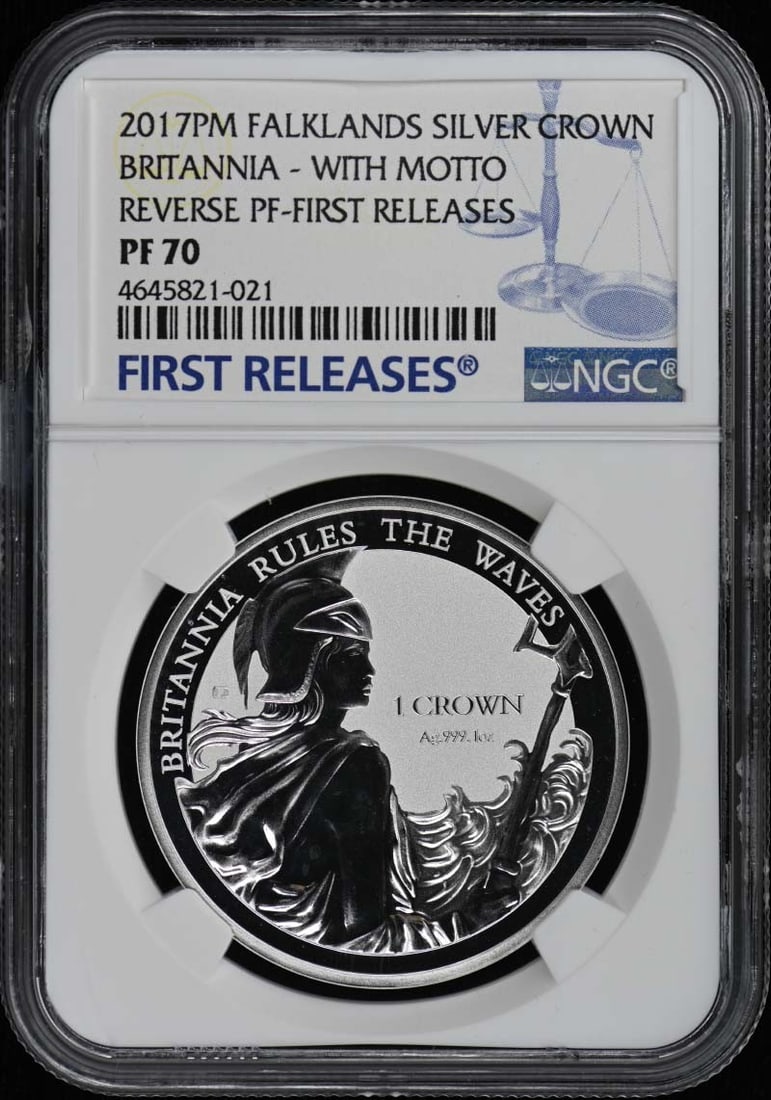 2017PM FALKLANDS SILVER CROWN
BRITANNIA - WITH MOTTO
REVERSE PF-FIRST RELEASES
PF 70
4645821-021
FIRST RELEASES®
NGC®
BRITANNIA RULES THE WAVES
1 CROWN
Ag.999.1oz